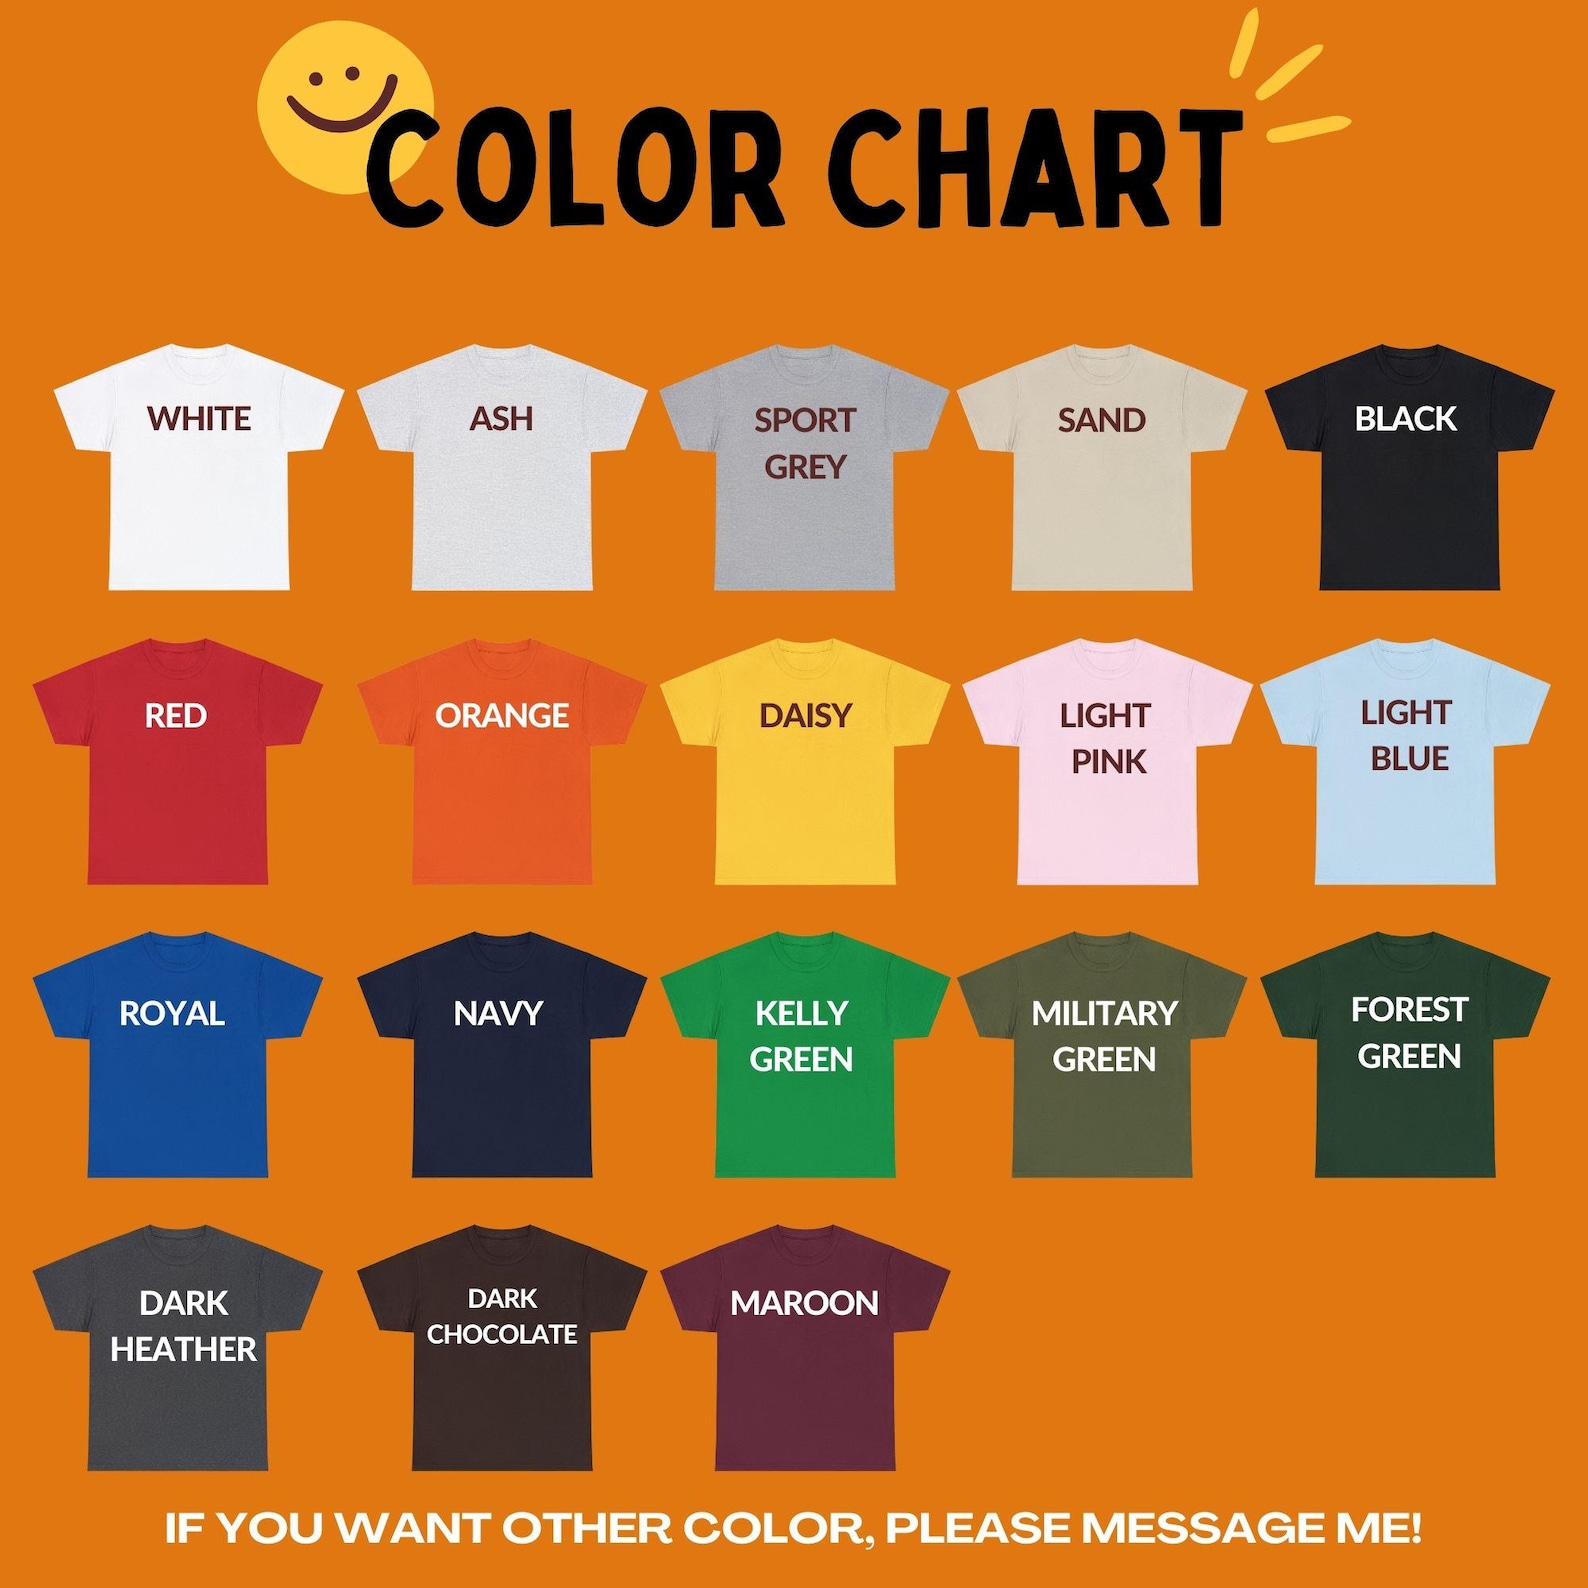 COLOR CHART
WHITE
ASH
SPORT
GREY
SAND
BLACK
RED
ORANGE
DAISY
LIGHT
PINK
LIGHT
BLUE
ROYAL
NAVY
KELLY
GREEN
MILITARY
GREEN
FOREST
GREEN
DARK
HEATHER
DARK
CHOCOLATE
MAROON
IF YOU WANT OTHER COLOR, PLEASE MESSAGE ME!